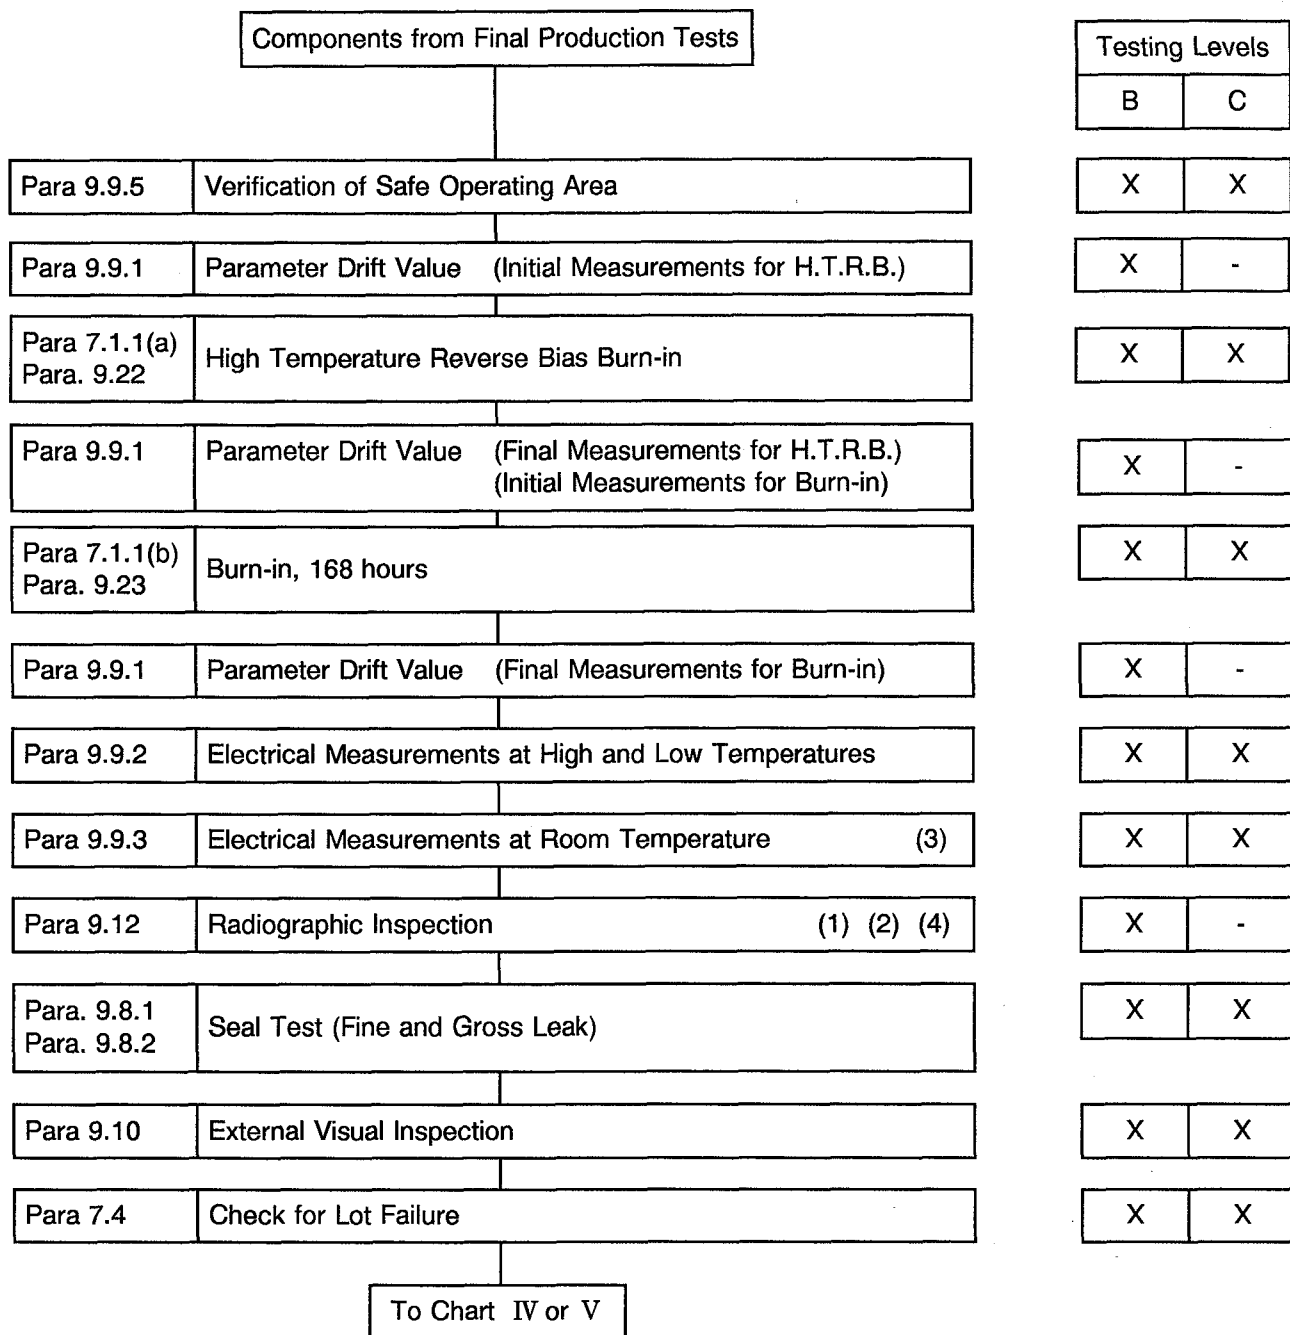 Components from Final Production Tests
Testing Levels
B C
Para 9.9.5 Verification of Safe Operating Area X X
Para 9.9.1 Parameter Drift Value (Initial Measurements for H.T.R.B.) X -
Para 7.1.1(a)
Para. 9.22
High Temperature Reverse Bias Burn-in X X
Para 9.9.1 Parameter Drift Value (Final Measurements for H.T.R.B.)
(Initial Measurements for Burn-in)
X -
Para 7.1.1(b)
Para. 9.23
Burn-in, 168 hours X X
Para 9.9.1 Parameter Drift Value (Final Measurements for Burn-in) X -
Para 9.9.2 Electrical Measurements at High and Low Temperatures X X
Para 9.9.3 Electrical Measurements at Room Temperature (3) X X
Para 9.12 Radiographic Inspection (1) (2) (4) X -
Para. 9.8.1
Para. 9.8.2
Seal Test (Fine and Gross Leak) X X
Para 9.10 External Visual Inspection X X
Para 7.4 Check for Lot Failure X X
To Chart IV or V